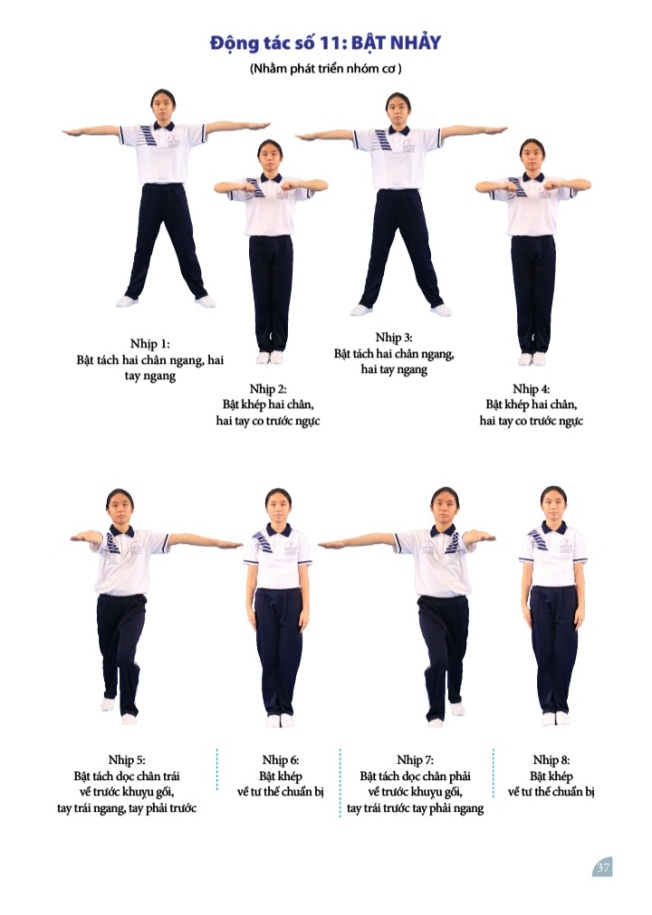 Động tác số 11: BẬT NHẢY
(Nhằm phát triển nhóm cơ )
Nhịp 1:
Bật tách hai chân ngang, hai
tay ngang
Nhịp 2:
Bật khép hai chân,
hai tay co trước ngực
Nhịp 3:
Bật tách hai chân ngang,
hai tay ngang
Nhịp 4:
Bật khép hai chân,
hai tay co trước ngực
Nhịp 5:
Bật tách dọc chân trái
về trước khuỵu gối,
tay trái ngang, tay phải trước
Nhịp 6:
Bật khép
về tư thế chuẩn bị
Nhịp 7:
Bật tách dọc chân phải
về trước khuỵu gối,
tay trái trước tay phải ngang
Nhịp 8:
Bật khép
về tư thế chuẩn bị
37